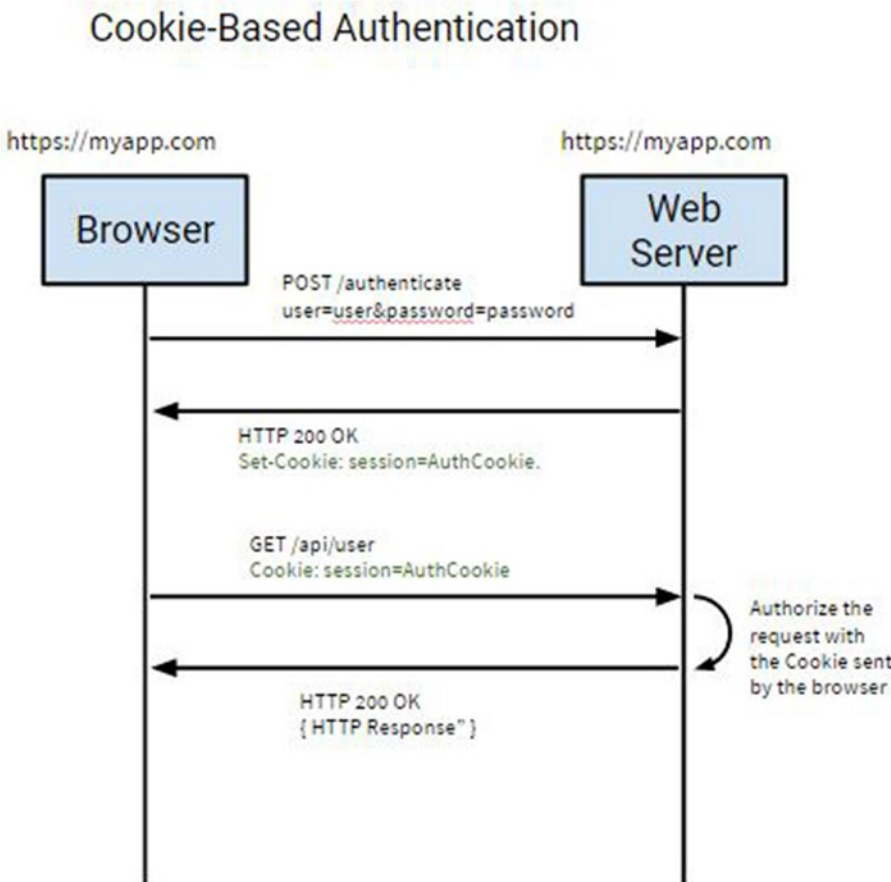 Cookie-Based Authentication
https://myapp.com
https://myapp.com
Browser
Web
Server
POST /authenticate
user=user&password=password
HTTP 200 OK
Set-Cookie: session=AuthCookie.
GET /api/user
Cookie: session=AuthCookie
Authorize the
request with
the Cookie sent
by the browser
HTTP 200 OK
{ HTTP Response" }